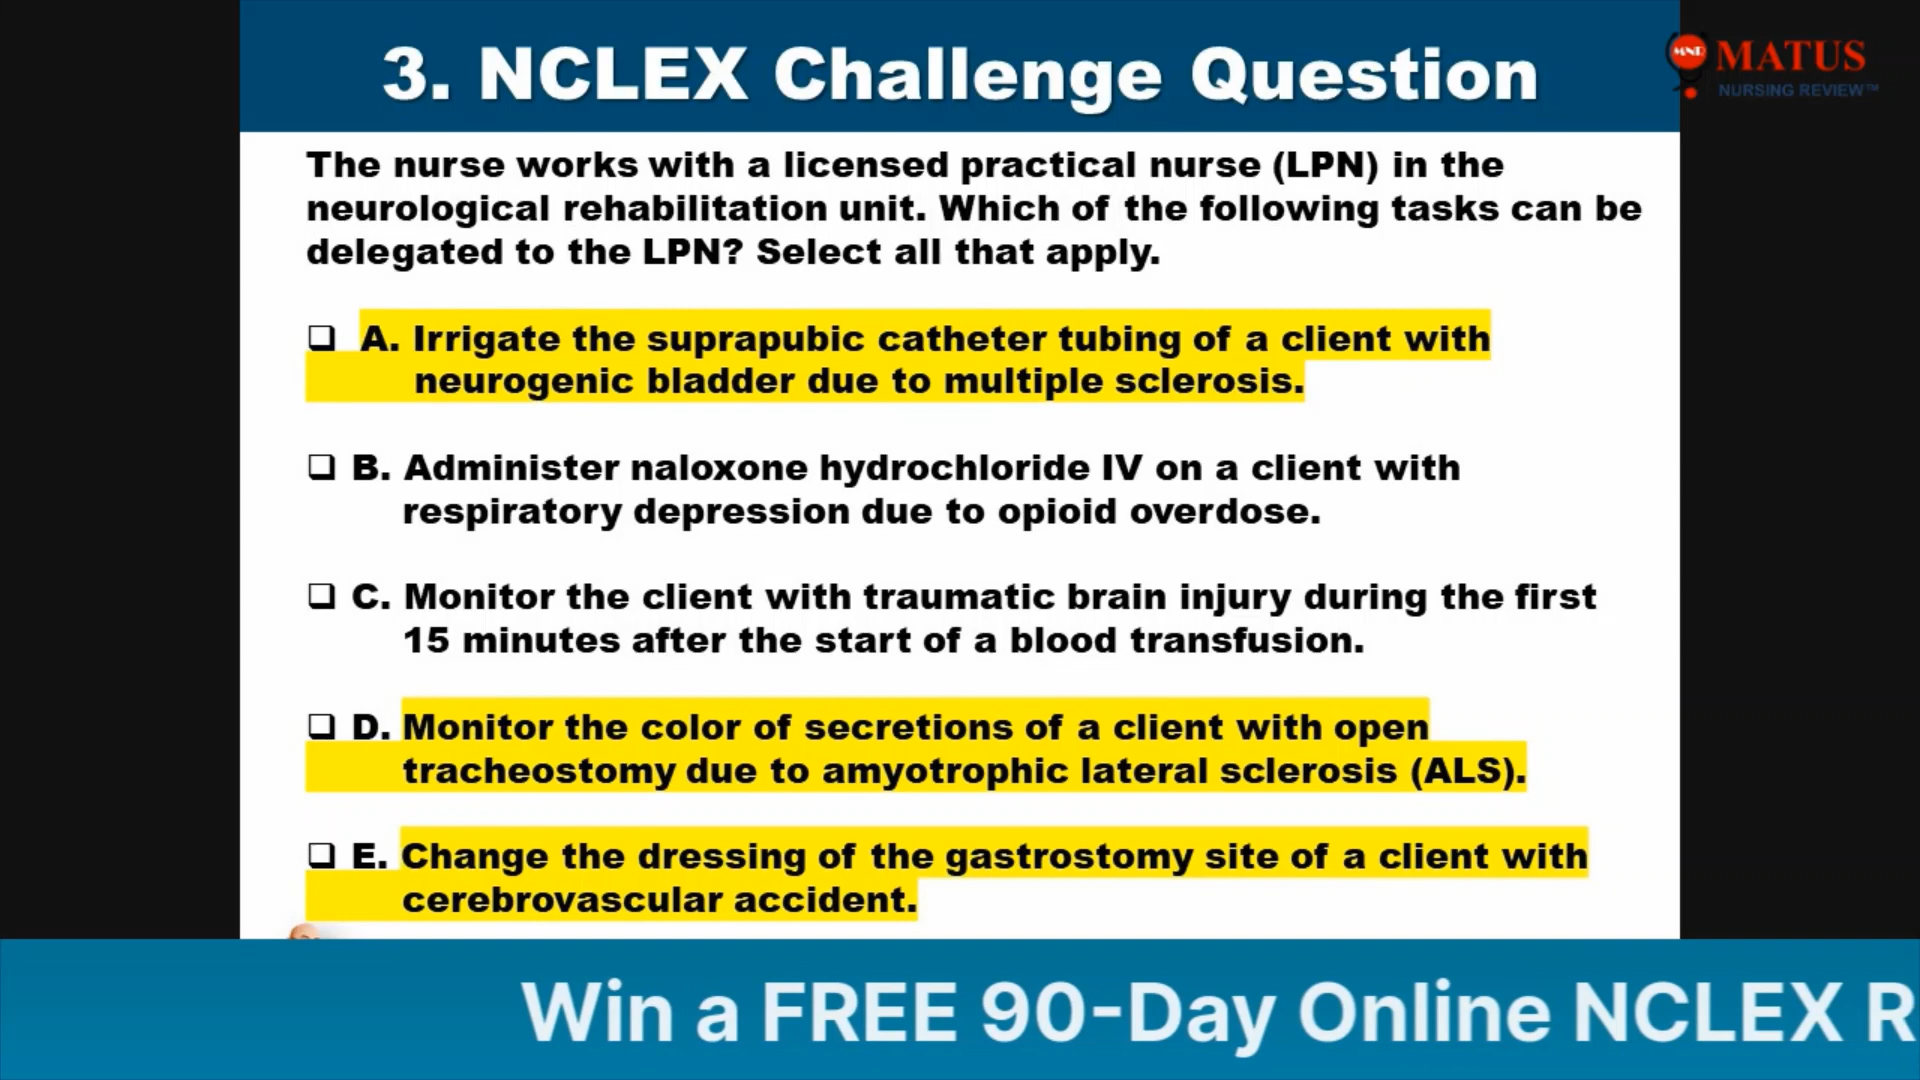 3. NCLEX Challenge Question
MNR MATUS
NURSING REVIEW™
The nurse works with a licensed practical nurse (LPN) in the
neurological rehabilitation unit. Which of the following tasks can be
delegated to the LPN? Select all that apply.
A. Irrigate the suprapubic catheter tubing of a client with
neurogenic bladder due to multiple sclerosis.
B. Administer naloxone hydrochloride IV on a client with
respiratory depression due to opioid overdose.
C. Monitor the client with traumatic brain injury during the first
15 minutes after the start of a blood transfusion.
D. Monitor the color of secretions of a client with open
tracheostomy due to amyotrophic lateral sclerosis (ALS).
E. Change the dressing of the gastrostomy site of a client with
cerebrovascular accident.
Win a FREE 90-Day Online NCLEX R